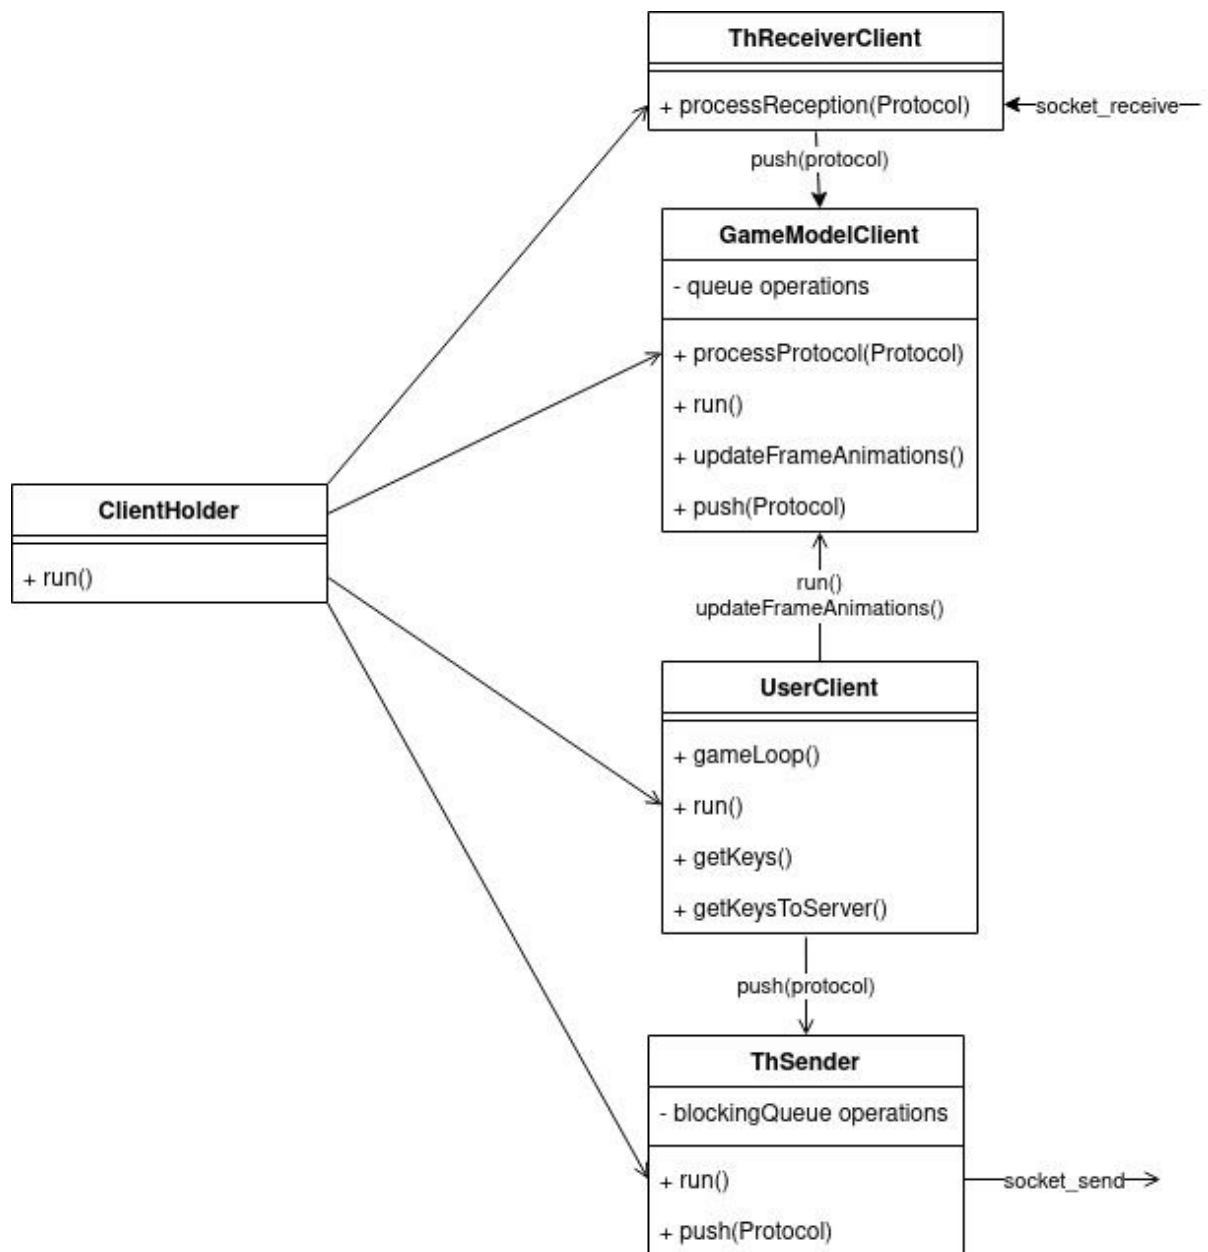 ThReceiverClient
+ processReception(Protocol)
socket_receive
push(protocol)
GameModelClient
- queue operations
+ processProtocol(Protocol)
+ run()
+ updateFrameAnimations()
+ push(Protocol)
ClientHolder
+ run()
run()
updateFrameAnimations()
UserClient
+ gameLoop()
+ run()
+ getKeys()
+ getKeysToServer()
push(protocol)
ThSender
- blockingQueue operations
+ run()
socket_send
+ push(Protocol)